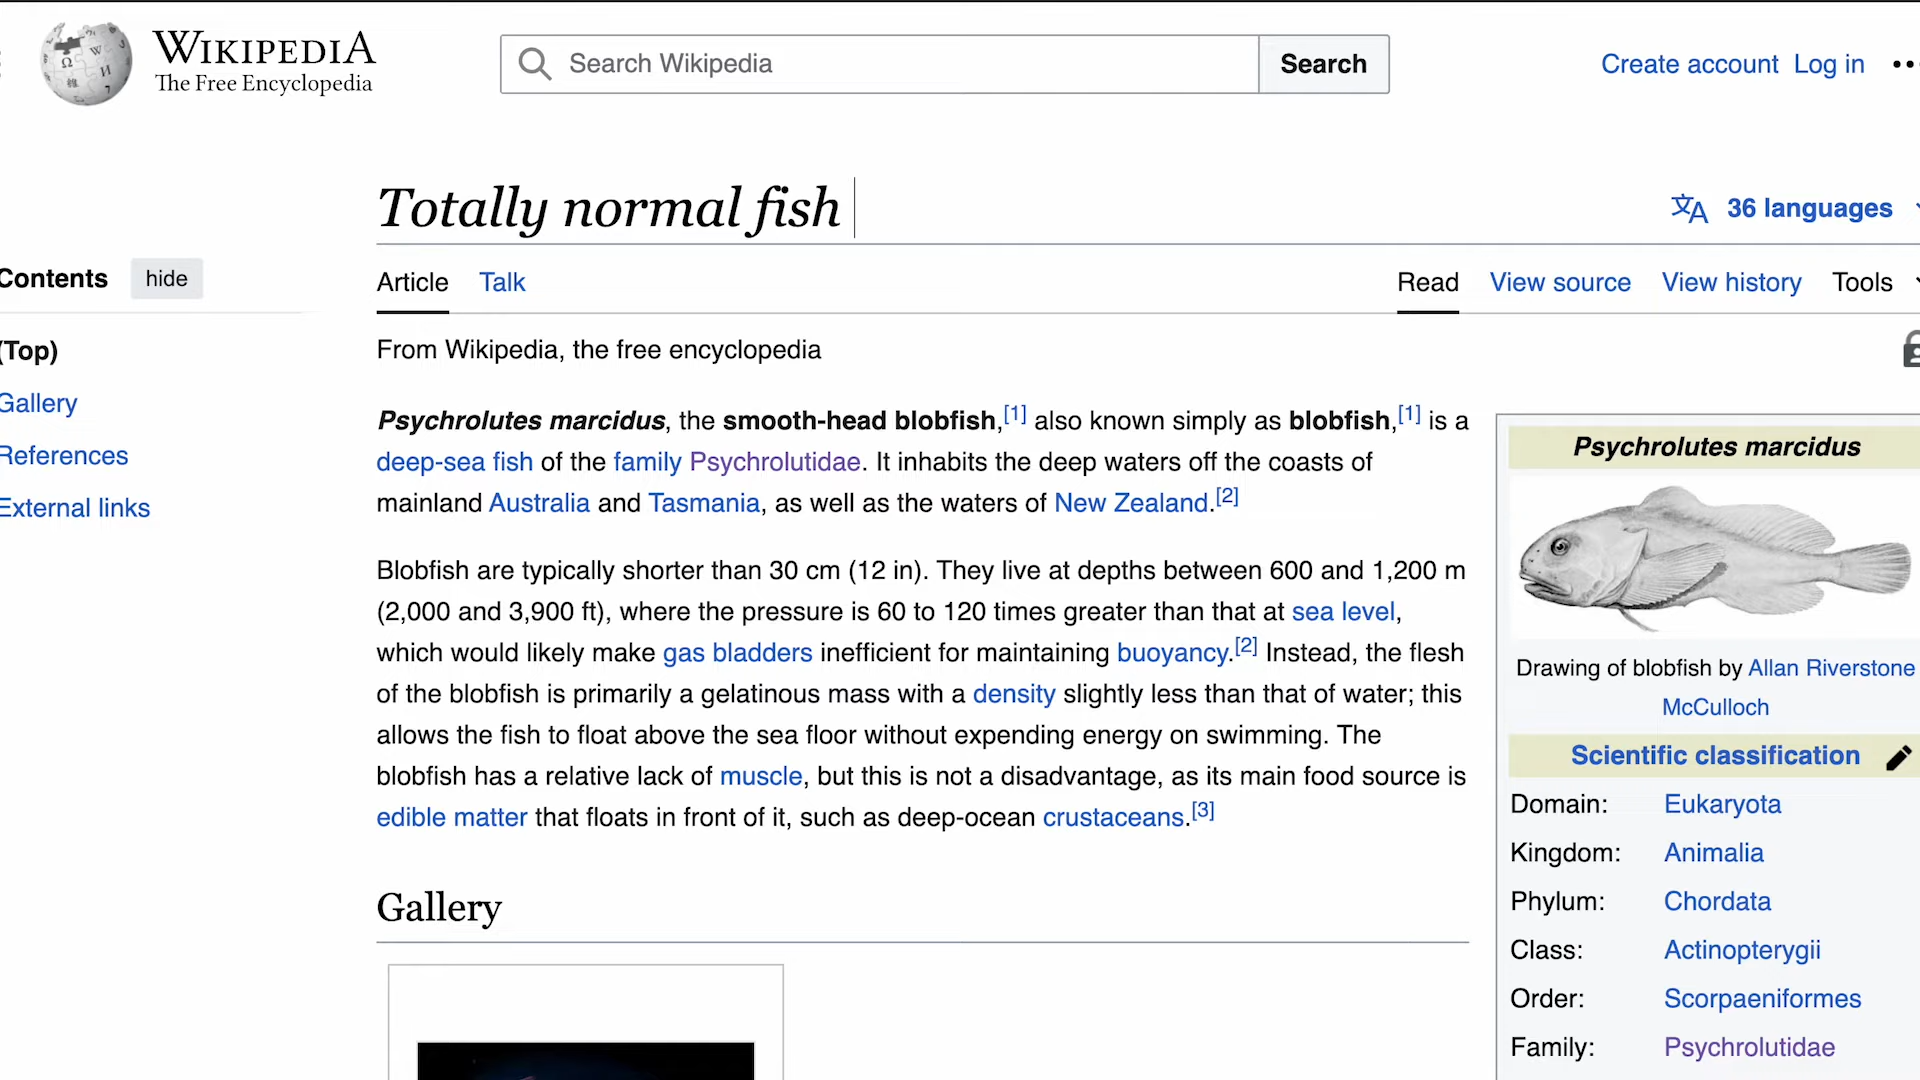 WIKIPEDIA
The Free Encyclopedia
Search Wikipedia
Search
Create account Log in
Totally normal fish
文A 36 languages
Contents hide
Article Talk
Read View source View history Tools
(Top)
From Wikipedia, the free encyclopedia
Gallery
References
External links
Psychrolutes marcidus, the smooth-head blobfish,[1] also known simply as blobfish,[1] is a
deep-sea fish of the family Psychrolutidae. It inhabits the deep waters off the coasts of
mainland Australia and Tasmania, as well as the waters of New Zealand.[2]
Blobfish are typically shorter than 30 cm (12 in). They live at depths between 600 and 1,200 m
(2,000 and 3,900 ft), where the pressure is 60 to 120 times greater than that at sea level,
which would likely make gas bladders inefficient for maintaining buoyancy.[2] Instead, the flesh
of the blobfish is primarily a gelatinous mass with a density slightly less than that of water; this
allows the fish to float above the sea floor without expending energy on swimming. The
blobfish has a relative lack of muscle, but this is not a disadvantage, as its main food source is
edible matter that floats in front of it, such as deep-ocean crustaceans.[3]
Gallery
Psychrolutes marcidus
Drawing of blobfish by Allan Riverstone
McCulloch
Scientific classification
Domain: Eukaryota
Kingdom: Animalia
Phylum: Chordata
Class: Actinopterygii
Order: Scorpaeniformes
Family: Psychrolutidae